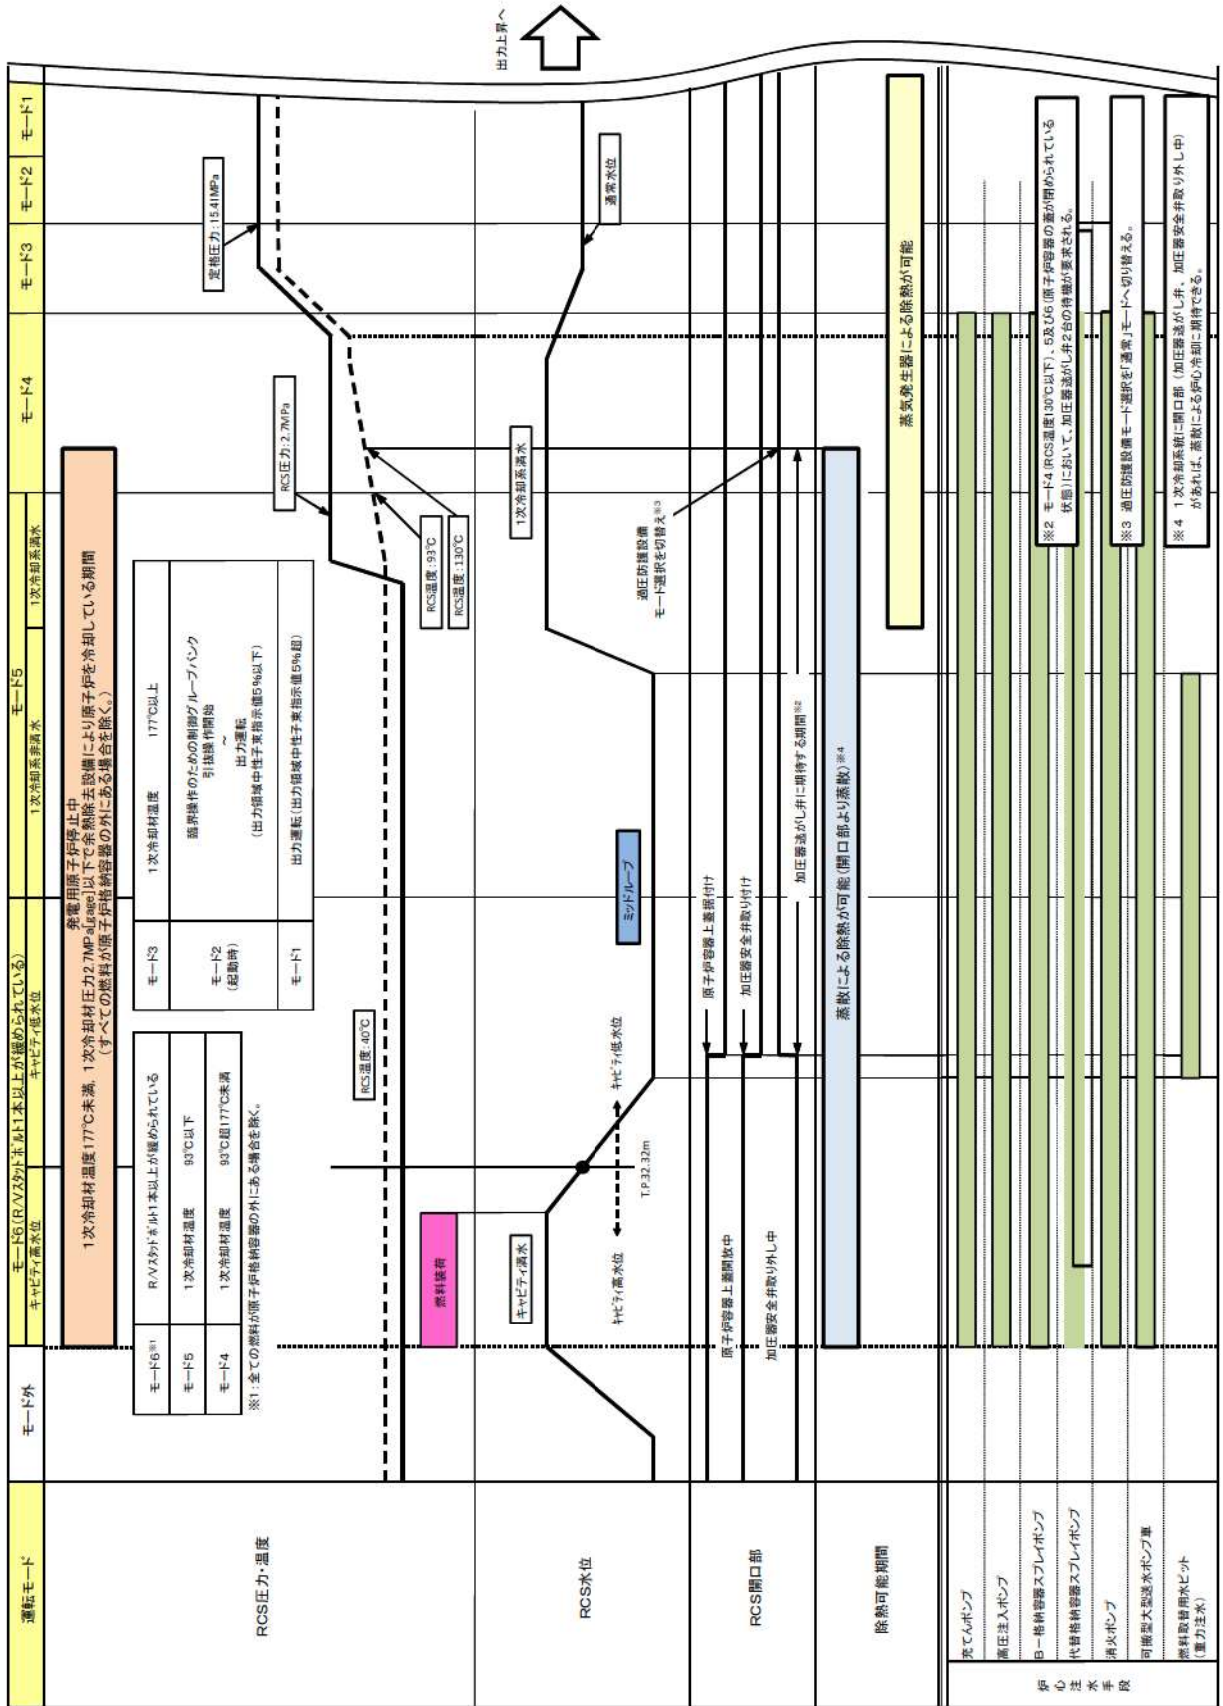 運転モード
モード外
モード6(R/Vスタッドボルト1本以上が緩められている)
キャビティ高水位
キャビティ低水位
モード5
1次冷却系非満水
1次冷却系満水
モード4
モード3
モード2
モード1
出力上昇へ
RCS圧力・温度
発電用原子炉停止中
1次冷却材温度177℃未満, 1次冷却材圧力2.7MPa[gage]以下で余熱除去設備により原子炉を冷却している期間
(すべての燃料が原子炉格納容器の外にある場合を除く。)
モード6※1
R/Vスタッドボルト1本以上が緩められている
モード5
1次冷却材温度 93℃以下
モード4
1次冷却材温度 93℃超177℃未満
※1:全ての燃料が原子炉格納容器の外にある場合を除く。
モード3
1次冷却材温度 177℃以上
モード2
(起動時)
臨界操作のための制御グループバンク
引抜操作開始
~
出力運転
(出力領域中性子束指示値5%以下)
モード1
出力運転(出力領域中性子束指示値5%超)
RCS温度:40℃
RCS圧力:2.7MPa
定格圧力:15.41MPa
RCS温度:93℃
RCS温度:130℃
RCS水位
燃料装荷
キャビティ満水
キャビティ高水位
キャビティ低水位
T.P.32.32m
ミッドループ
1次冷却系満水
通常水位
RCS開口部
原子炉容器上蓋開放中
加圧器安全弁取り外し中
原子炉容器上蓋据付け
加圧器安全弁取り付け
加圧器逃がし弁に期待する期間※2
過圧防護設備
モード選択を切替え※3
除熱可能期間
蒸散による除熱が可能(開口部より蒸散)※4
蒸気発生器による除熱が可能
炉心注水手段
充てんポンプ
高圧注入ポンプ
B-格納容器スプレイポンプ
代替格納容器スプレイポンプ
消火ポンプ
可搬型大型送水ポンプ車
燃料取替用水ピット
(重力注水)
※2 モード4(RCS温度130℃以下)、5及び6(原子炉容器の蓋が閉められている
状態)において、加圧器逃がし弁2台の待機が要求される。
※3 過圧防護設備モード選択を「通常」モードへ切り替える。
※4 1次冷却系統に開口部(加圧器逃がし弁、加圧器安全弁取り外し中)
があれば、蒸散による炉心冷却に期待できる。